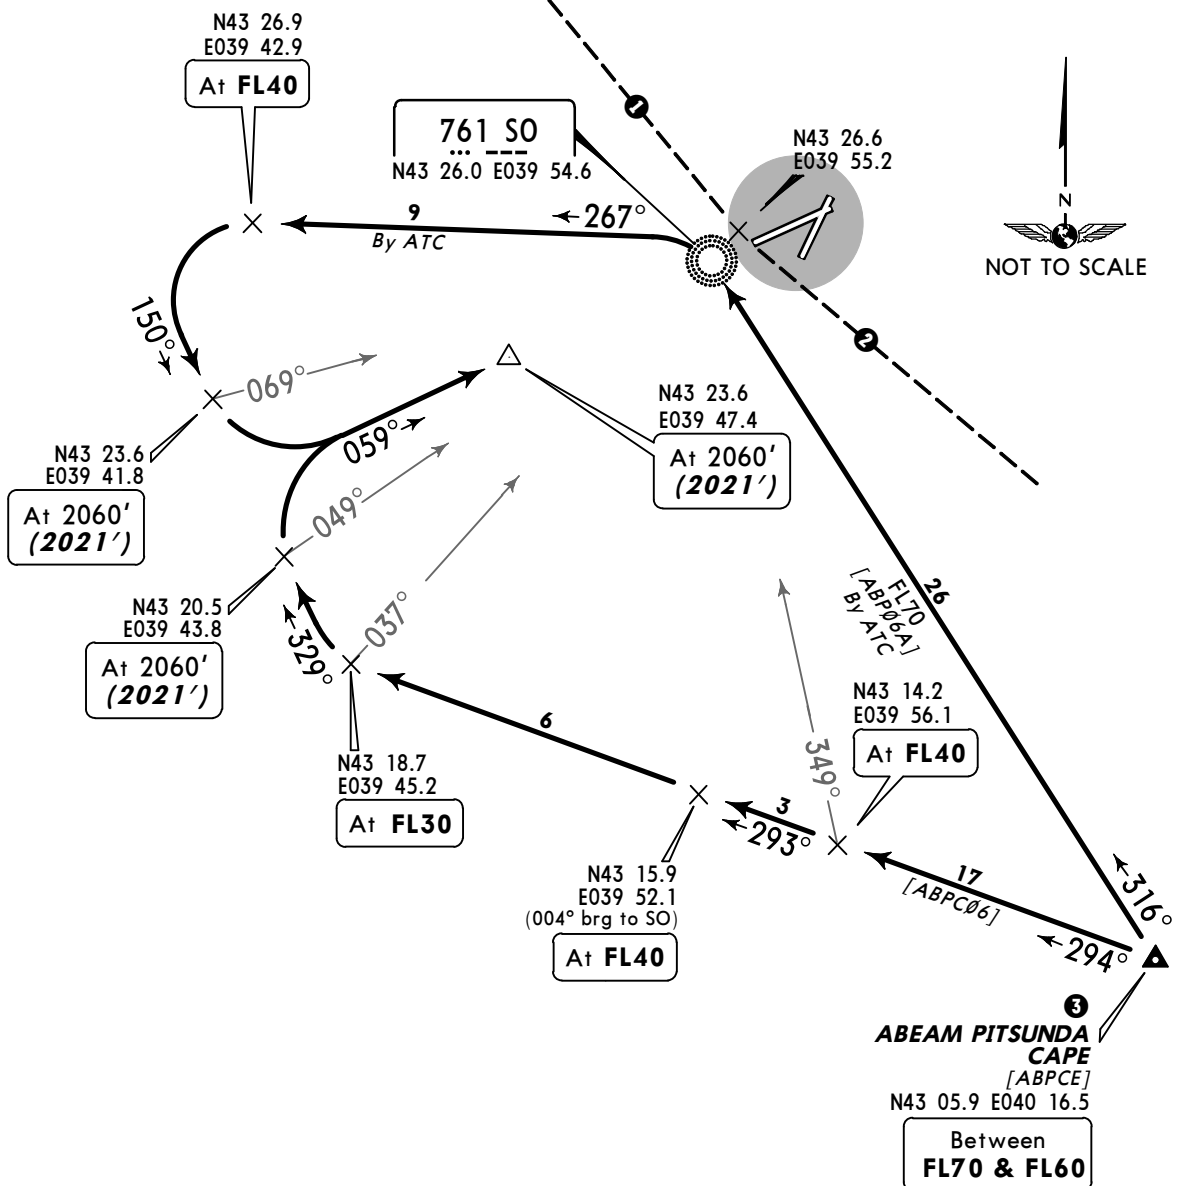 N43 26.9
E039 42.9
At FL40
761 SO
N43 26.0 E039 54.6
1
N43 26.6
E039 55.2
N
NOT TO SCALE
9
By ATC
267°
150°
069°
059°
N43 23.6
E039 47.4
At 2060'
(2021')
2
N43 23.6
E039 41.8
At 2060'
(2021')
049°
037°
N43 20.5
E039 43.8
At 2060'
(2021')
329°
26
FL70
[ABPØ6A]
By ATC
N43 18.7
E039 45.2
At FL30
6
349°
N43 14.2
E039 56.1
At FL40
3
293°
N43 15.9
E039 52.1
(004° brg to SO)
At FL40
17
[ABPCØ6]
316°
294°
3
ABEAM PITSUNDA
CAPE
[ABPCE]
N43 05.9 E040 16.5
Between
FL70 & FL60